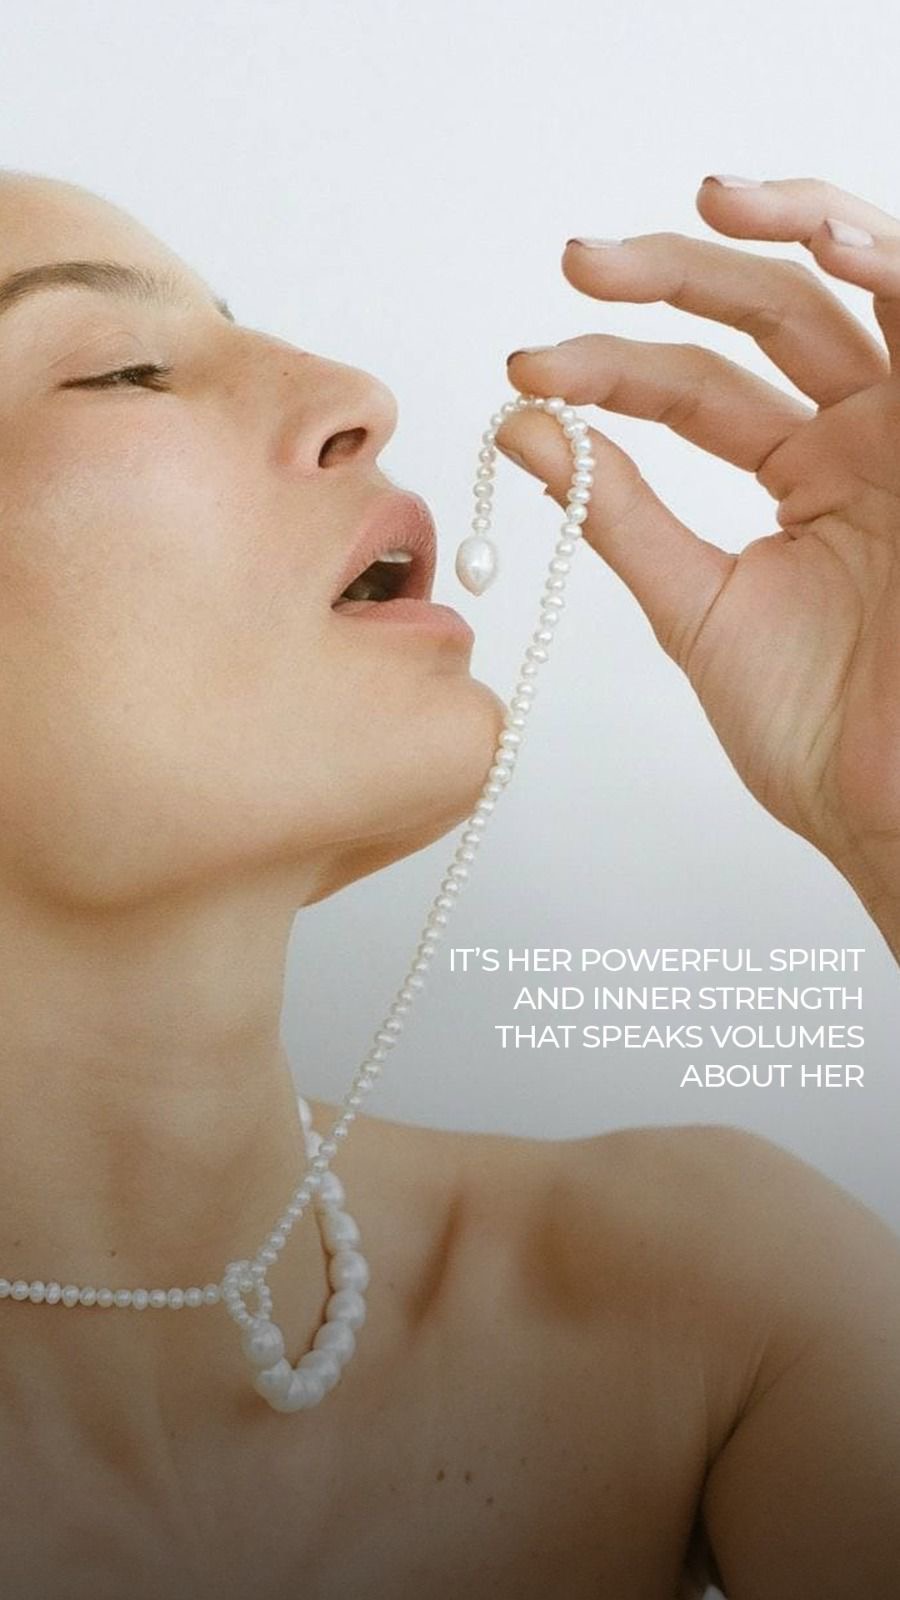 IT’S HER POWERFUL SPIRIT
AND INNER STRENGTH
THAT SPEAKS VOLUMES
ABOUT HER